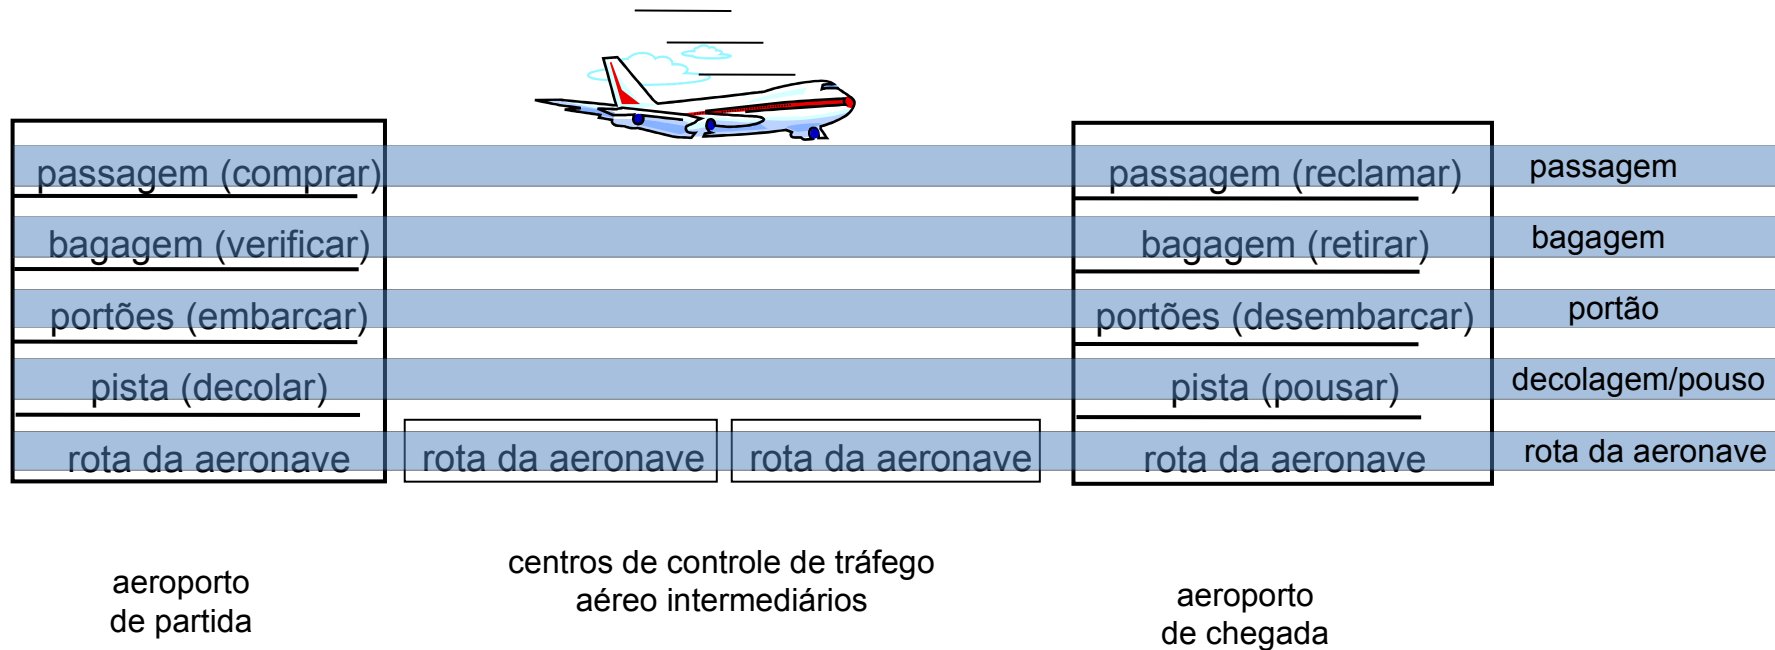 passagem (comprar)
passagem (reclamar)
passagem
bagagem (verificar)
bagagem (retirar)
bagagem
portões (embarcar)
portões (desembarcar)
portão
pista (decolar)
pista (pousar)
decolagem/pouso
rota da aeronave
rota da aeronave
rota da aeronave
rota da aeronave
rota da aeronave
aeroporto
de partida
centros de controle de tráfego
aéreo intermediários
aeroporto
de chegada